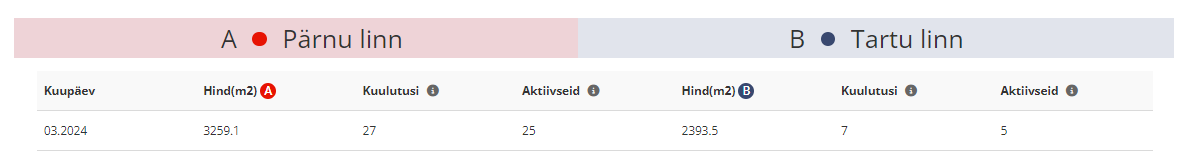 A Pärnu linn B Tartu linn
Kuupäev Hind(m2) A Kuulutusi Aktiivseid Hind(m2) B Kuulutusi Aktiivseid
03.2024 3259.1 27 25 2393.5 7 5